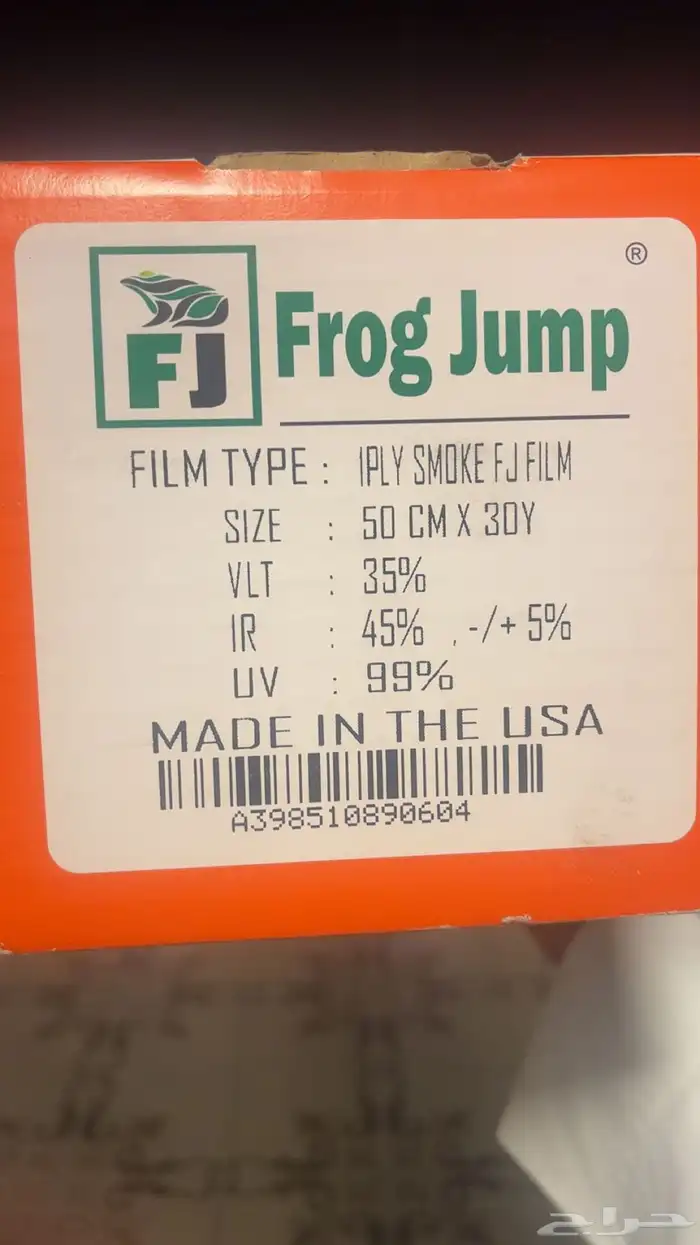 ®
FJ
Frog Jump
FILM TYPE : 1PLY SMOKE FJ FILM
SIZE : 50 CM X 30Y
VLT : 35%
IR : 45% , -/+ 5%
UV : 99%
MADE IN THE USA
A398510890604
حراج